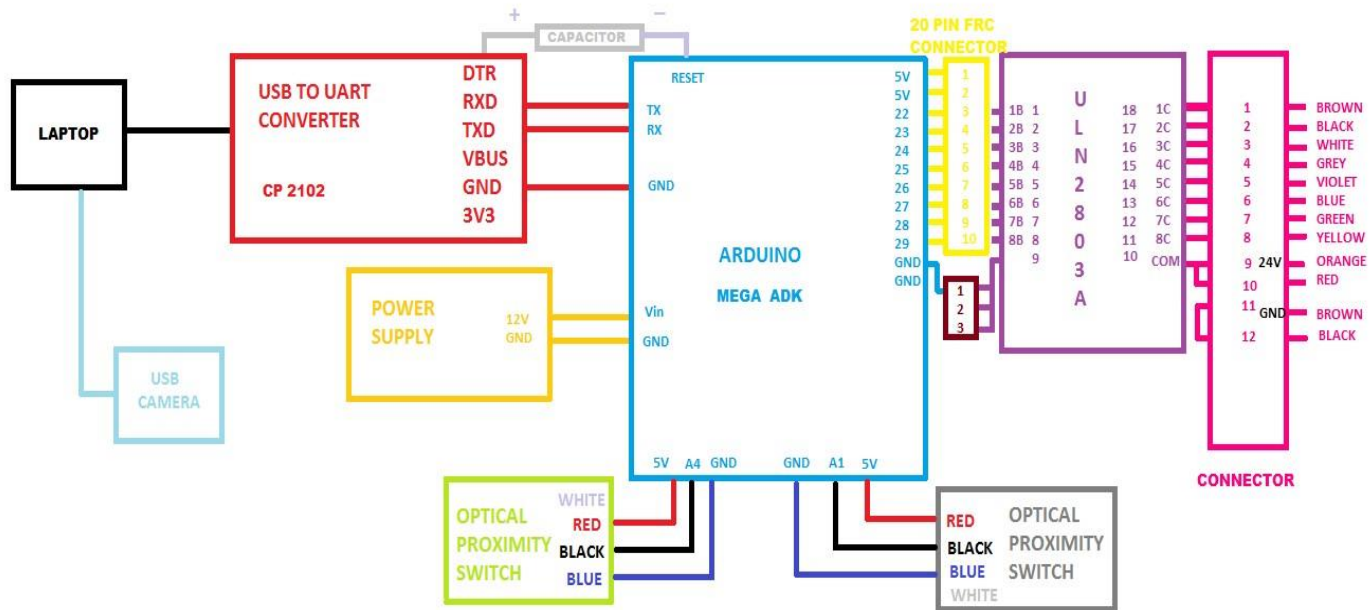 + −
CAPACITOR
LAPTOP
USB CAMERA
USB TO UART
CONVERTER
CP 2102
DTR
RXD
TXD
VBUS
GND
3V3
POWER
SUPPLY
12V
GND
RESET
TX
RX
GND
Vin
GND
ARDUINO
MEGA ADK
5V
5V
22
23
24
25
26
27
28
29
GND
GND
5V A4 GND
GND A1 5V
20 PIN FRC
CONNECTOR
1
2
3
4
5
6
7
8
9
10
1
2
3
1B 1
2B 2
3B 3
4B 4
5B 5
6B 6
7B 7
8B 8
9
U
L
N
2
8
0
3
A
18 1C
17 2C
16 3C
15 4C
14 5C
13 6C
12 7C
11 8C
10 COM
1 BROWN
2 BLACK
3 WHITE
4 GREY
5 VIOLET
6 BLUE
7 GREEN
8 YELLOW
9 24V ORANGE
10 RED
11 GND BROWN
12 BLACK
CONNECTOR
OPTICAL
PROXIMITY
SWITCH
WHITE
RED
BLACK
BLUE
RED
BLACK
BLUE
WHITE
OPTICAL
PROXIMITY
SWITCH